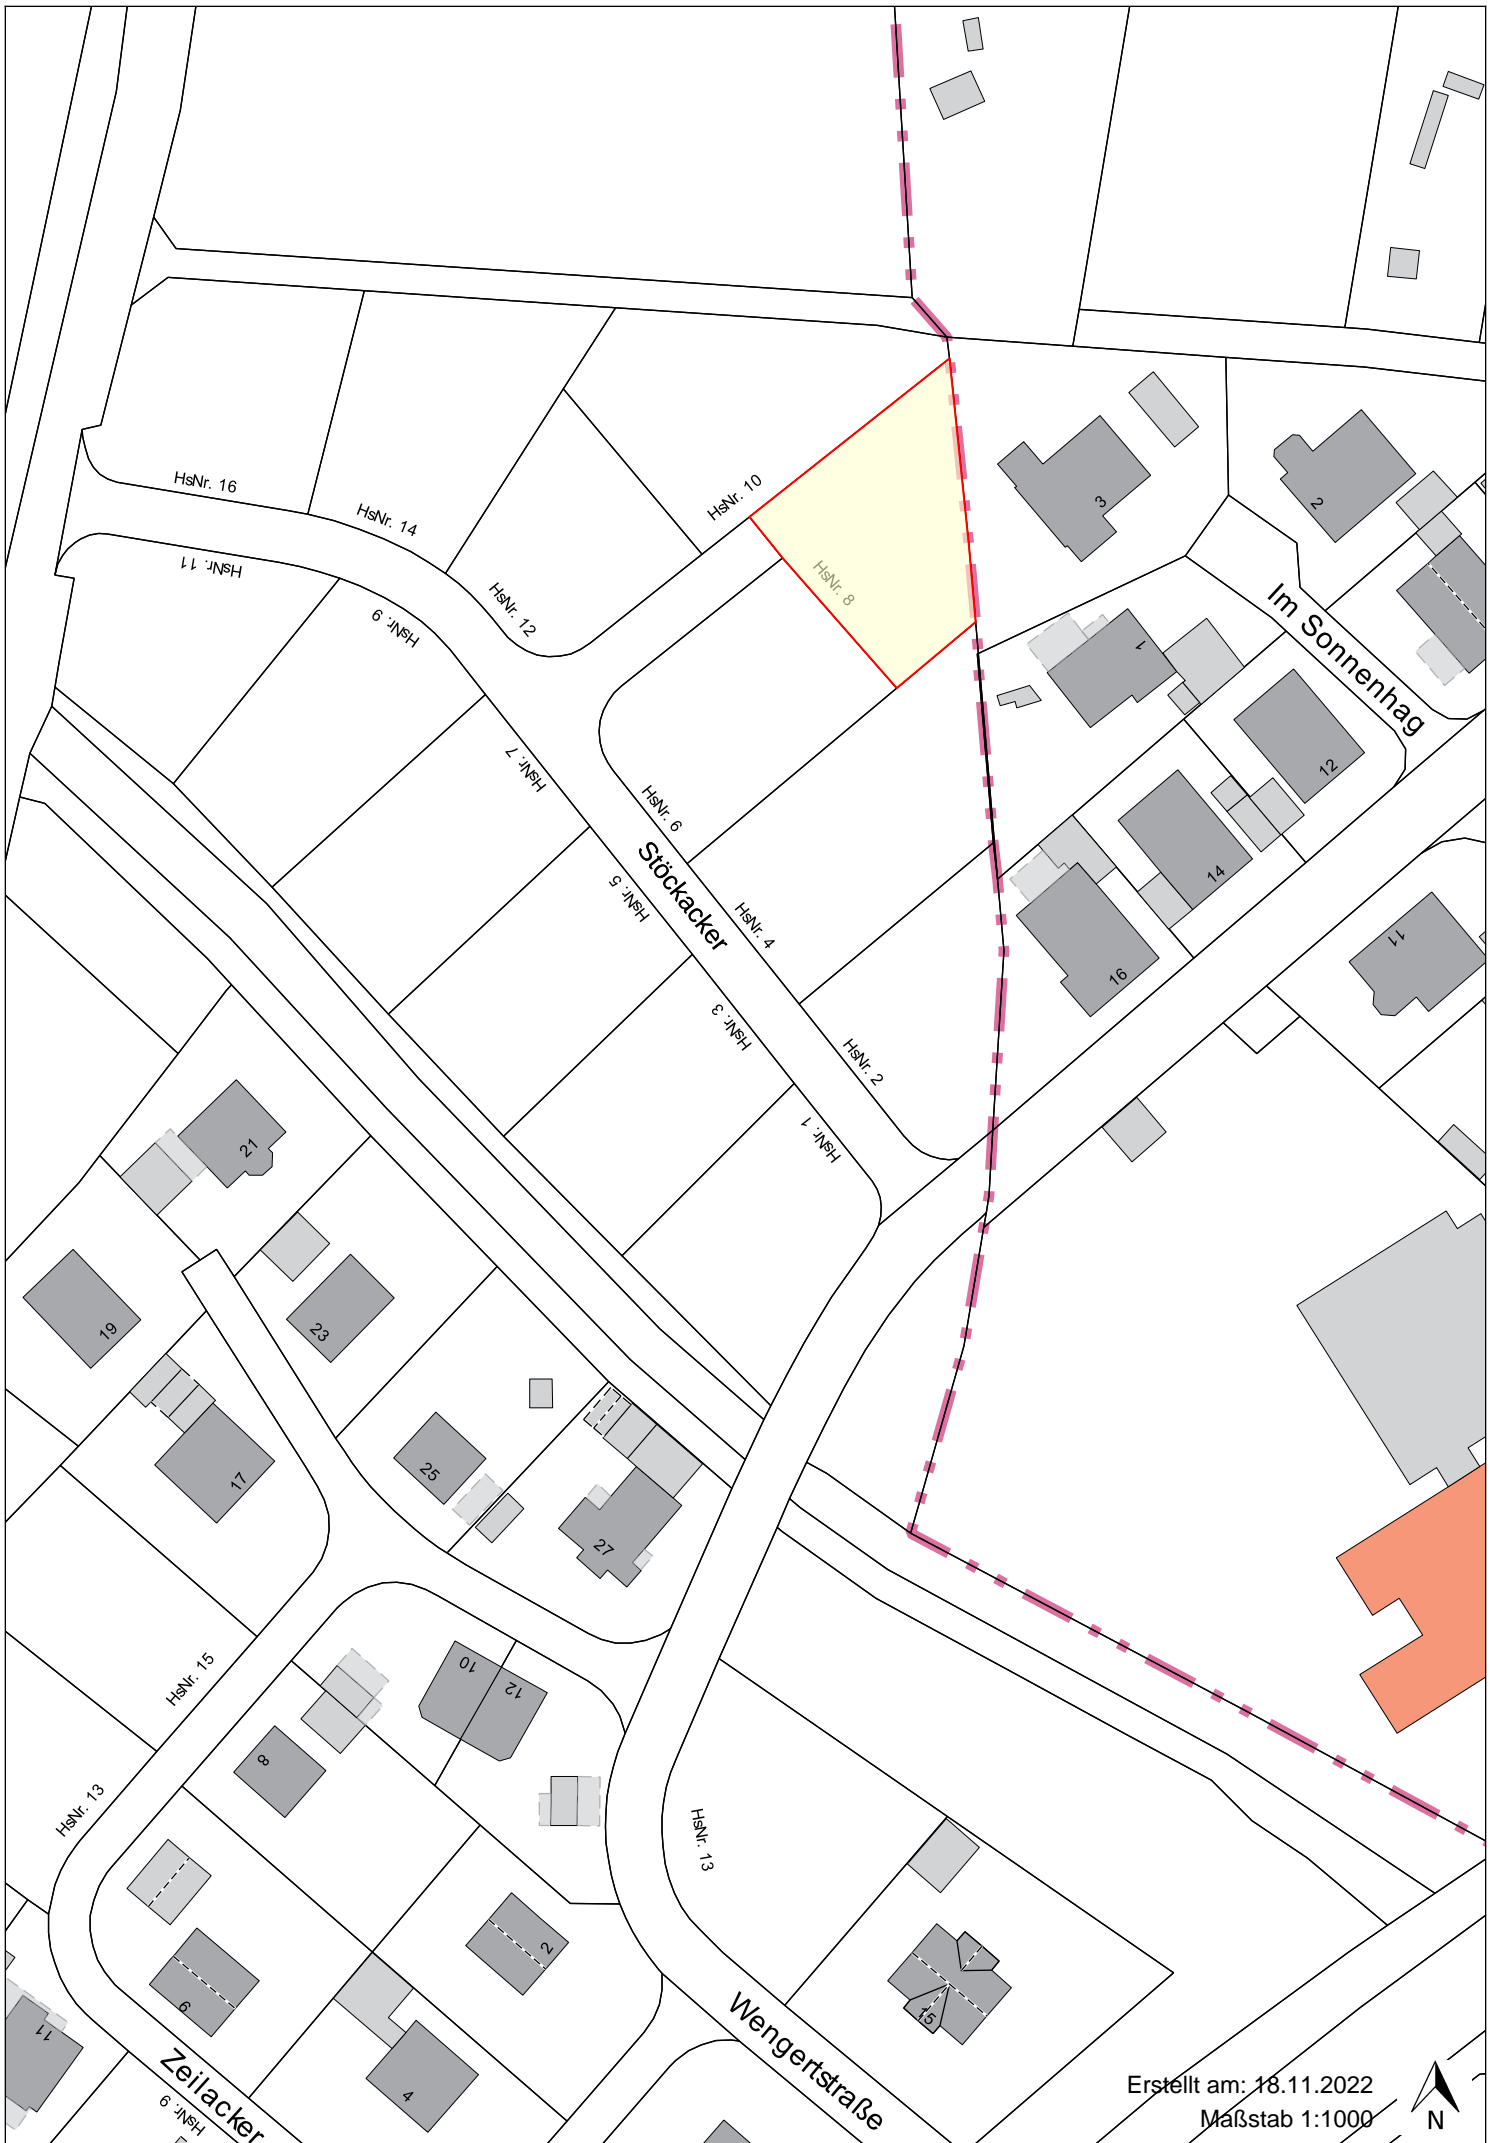 HsNr. 16
HsNr. 14
HsNr. 10
HsNr. 12
HsNr. 8
HsNr. 11
HsNr. 9
HsNr. 7
HsNr. 6
HsNr. 5
HsNr. 4
HsNr. 3
HsNr. 2
HsNr. 1
Stöckacker
3
2
1
Im Sonnenhag
12
14
16
11
21
19
23
17
25
27
HsNr. 15
10
12
8
HsNr. 13
HsNr. 13
2
6
4
11
15
Zeilacker
HsNr. 9
Wengertstraße
Erstellt am: 18.11.2022
Maßstab 1:1000
N